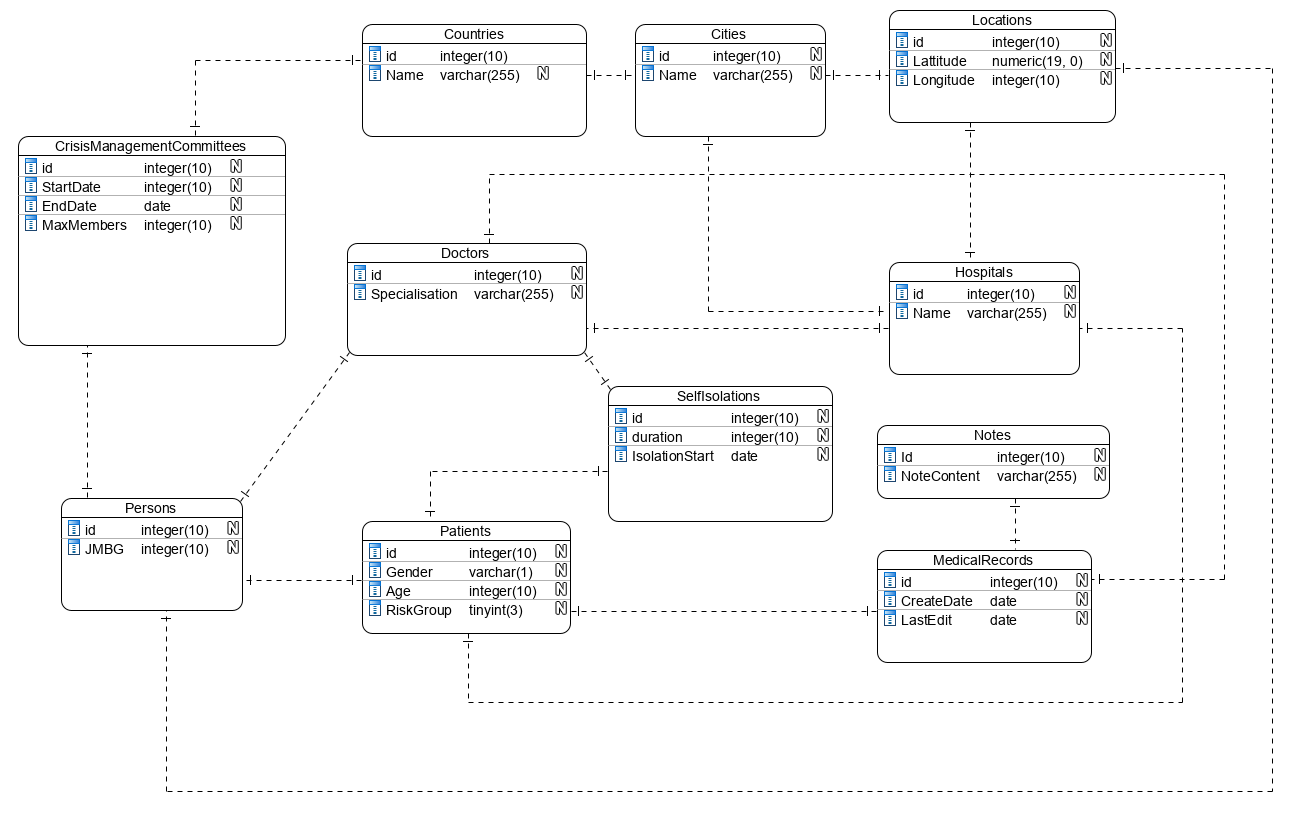 Countries
id integer(10)
Name varchar(255) N
Cities
id integer(10) N
Name varchar(255) N
Locations
id integer(10) N
Lattitude numeric(19, 0) N
Longitude integer(10) N
CrisisManagementCommittees
id integer(10) N
StartDate integer(10) N
EndDate date N
MaxMembers integer(10) N
Doctors
id integer(10) N
Specialisation varchar(255) N
Hospitals
id integer(10) N
Name varchar(255) N
SelfIsolations
id integer(10) N
duration integer(10) N
IsolationStart date N
Notes
Id integer(10) N
NoteContent varchar(255) N
Persons
id integer(10) N
JMBG integer(10) N
Patients
id integer(10) N
Gender varchar(1) N
Age integer(10) N
RiskGroup tinyint(3) N
MedicalRecords
id integer(10) N
CreateDate date N
LastEdit date N